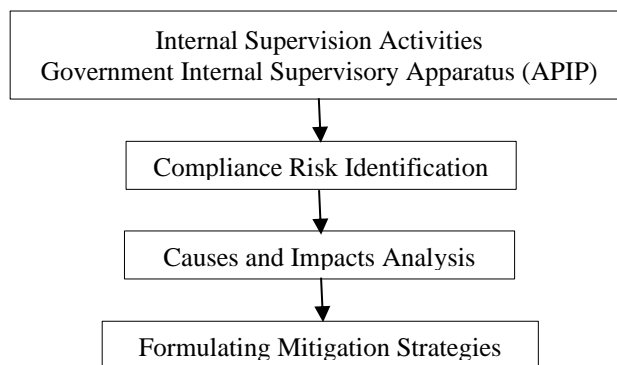 Internal Supervision Activities
Government Internal Supervisory Apparatus (APIP)
Compliance Risk Identification
Causes and Impacts Analysis
Formulating Mitigation Strategies